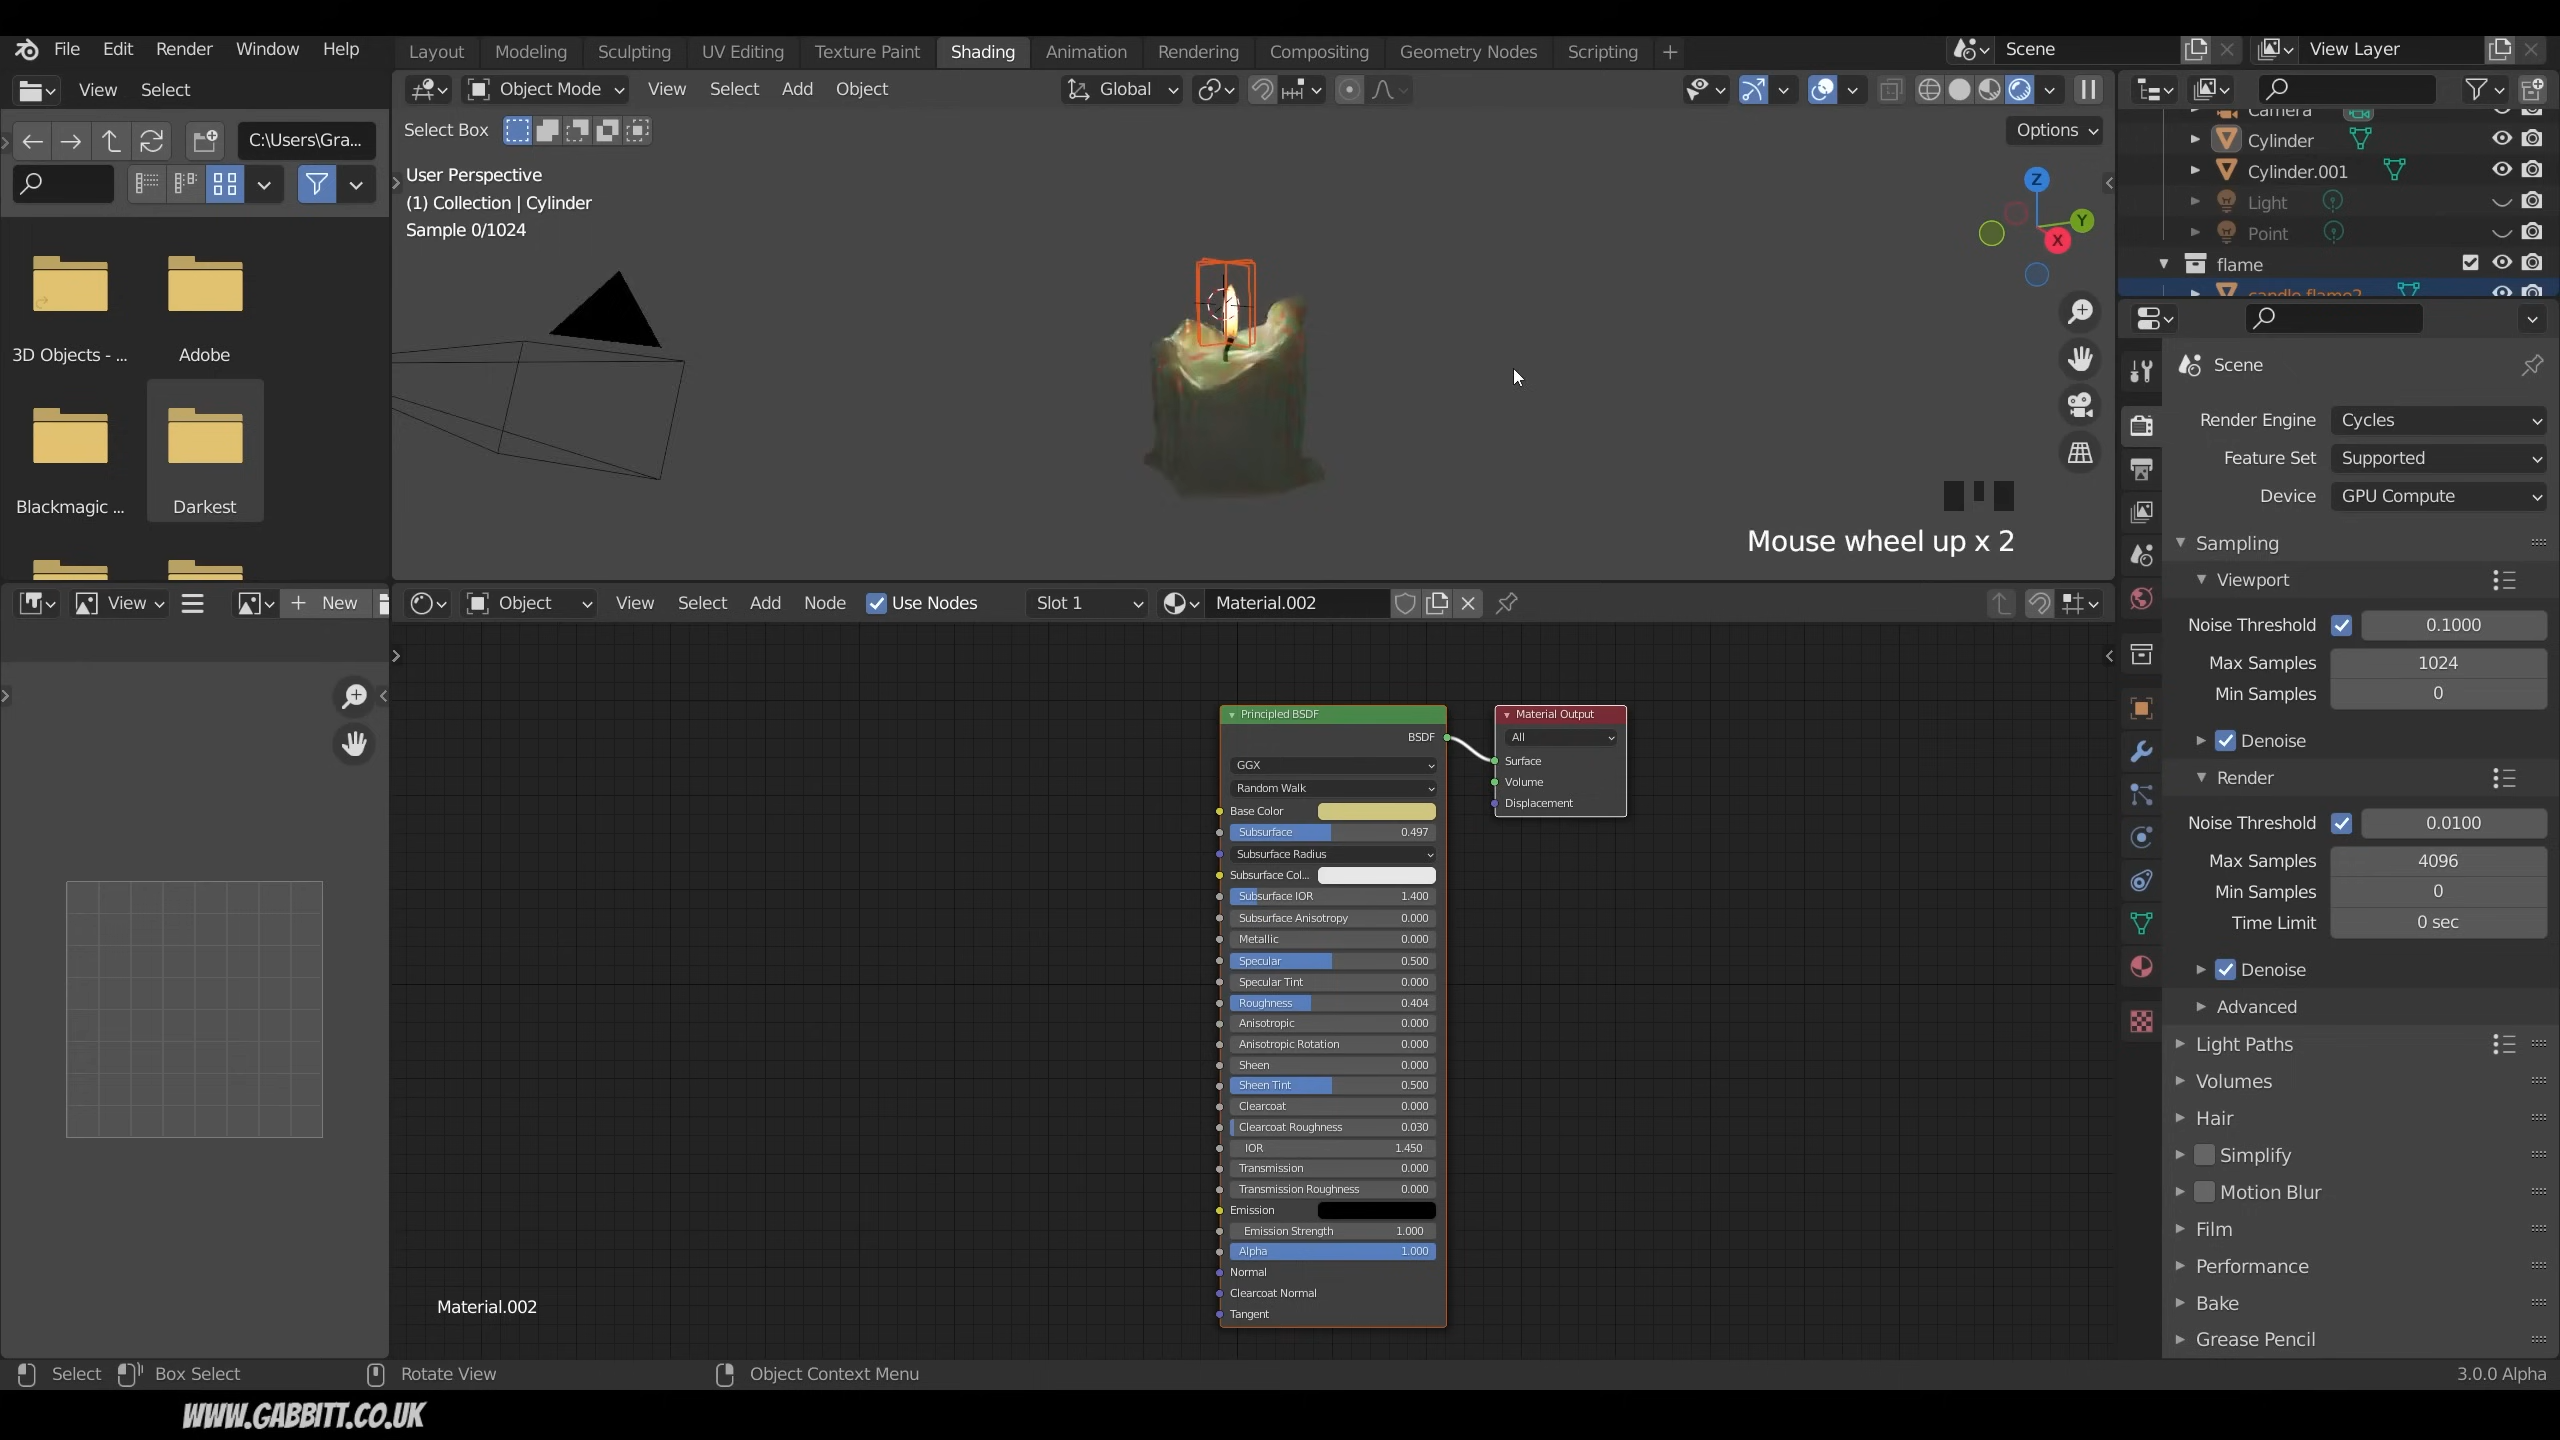 File Edit Render Window Help
Layout Modeling Sculpting UV Editing Texture Paint Shading Animation Rendering Compositing Geometry Nodes Scripting +
Scene
View Layer
View Select
Object Mode View Select Add Object
Global
C:\Users\Gra...
Select Box
Options
User Perspective
(1) Collection | Cylinder
Sample 0/1024
3D Objects - ...
Adobe
Blackmagic ...
Darkest
Z
Y
X
Mouse wheel up x 2
Camera
Cylinder
Cylinder.001
Light
Point
flame
candle flame2
Scene
Render Engine Cycles
Feature Set Supported
Device GPU Compute
Sampling
Viewport
Noise Threshold 0.1000
Max Samples 1024
Min Samples 0
Denoise
Render
Noise Threshold 0.0100
Max Samples 4096
Min Samples 0
Time Limit 0 sec
Denoise
Advanced
Light Paths
Volumes
Hair
Simplify
Motion Blur
Film
Performance
Bake
Grease Pencil
View
+ New
Object View Select Add Node Use Nodes Slot 1 Material.002
Principled BSDF
BSDF
GGX
Random Walk
Base Color
Subsurface 0.497
Subsurface Radius
Subsurface Col...
Subsurface IOR 1.400
Subsurface Anisotropy 0.000
Metallic 0.000
Specular 0.500
Specular Tint 0.000
Roughness 0.404
Anisotropic 0.000
Anisotropic Rotation 0.000
Sheen 0.000
Sheen Tint 0.500
Clearcoat 0.000
Clearcoat Roughness 0.030
IOR 1.450
Transmission 0.000
Transmission Roughness 0.000
Emission
Emission Strength 1.000
Alpha 1.000
Normal
Clearcoat Normal
Tangent
Material Output
All
Surface
Volume
Displacement
Material.002
Select Box Select Rotate View Object Context Menu
3.0.0 Alpha
WWW.GABBITT.CO.UK